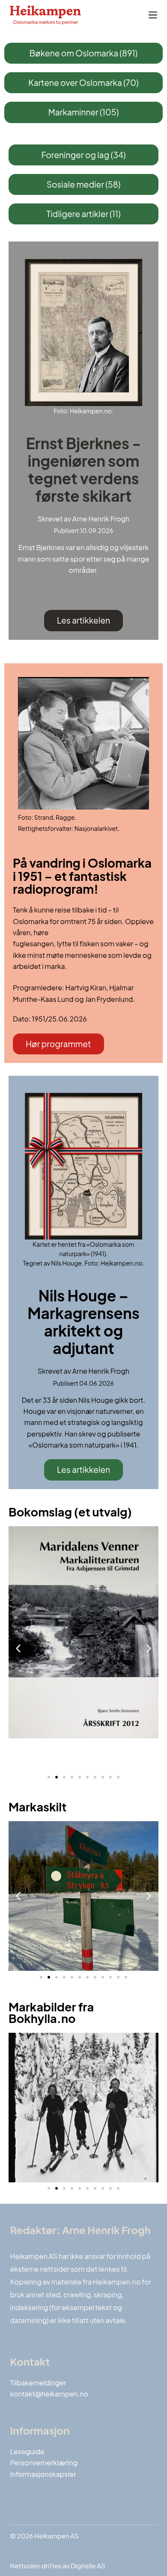 Heikampen
Oslomarka mellom to permer
Bøkene om Oslomarka (891)
Kartene over Oslomarka (70)
Markaminner (105)
Foreninger og lag (34)
Sosiale medier (58)
Tidligere artikler (11)
Foto: Heikampen.no.
Ernst Bjerknes -
ingeniøren som
tegnet verdens
første skikart
Skrevet av Arne Henrik Frogh
Publisert 10.09.2026
Ernst Bjerknes var en allsidig og viljesterk
mann som satte spor etter seg på mange
områder.
Les artikkelen
Foto: Strand, Ragge.
Rettighetsforvalter: Nasjonalarkivet.
På vandring i Oslomarka
i 1951 – et fantastisk
radioprogram!
Tenk å kunne reise tilbake i tid – til
Oslomarka for omtrent 75 år siden. Oppleve
våren, høre
fuglesangen, lytte til fisken som vaker – og
ikke minst møte menneskene som levde og
arbeidet i marka.
Programledere: Hartvig Kiran, Hjalmar
Munthe-Kaas Lund og Jan Frydenlund.
Dato: 1951/25.06.2026
Hør programmet
Kartet er hentet fra «Oslomarka som
naturpark» (1941).
Tegnet av Nils Houge. Foto: Heikampen.no.
Nils Houge –
Markagrensens
arkitekt og
adjutant
Skrevet av Arne Henrik Frogh
Publisert 04.06.2026
Det er 33 år siden Nils Houge gikk bort.
Houge var en visjonær naturverner, en
mann med et strategisk og langsiktig
perspektiv. Han skrev og publiserte
«Oslomarka som naturpark» i 1941.
Les artikkelen
Bokomslag (et utvalg)
Maridalens Venner
Markalitteraturen
Fra Asbjørnsen til Grimstad
Bjørn Smith-Simonsen
ÅRSSKRIFT 2012
Markaskilt
Markabilder fra
Bokhylla.no
Redaktør: Arne Henrik Frogh
Heikampen AS har ikke ansvar for innhold på
eksterne nettsider som det lenkes til.
Kopiering av materiale fra Heikampen.no for
bruk annet sted, crawling, skraping,
indeksering (for eksempel tekst og
datamining) er ikke tillatt uten avtale.
Kontakt
Tilbakemeldinger
kontakt@heikampen.no
Informasjon
Leseguide
Personvernerklæring
Informasjonskapsler
© 2026 Heikampen AS
Nettsiden driftes av Digitelle AS